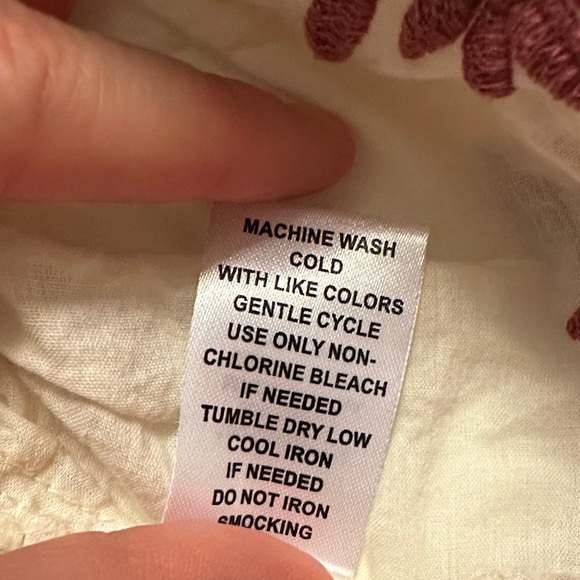 MACHINE WASH
COLD
WITH LIKE COLORS
GENTLE CYCLE
USE ONLY NON-
CHLORINE BLEACH
IF NEEDED
TUMBLE DRY LOW
COOL IRON
IF NEEDED
DO NOT IRON
SMOCKING